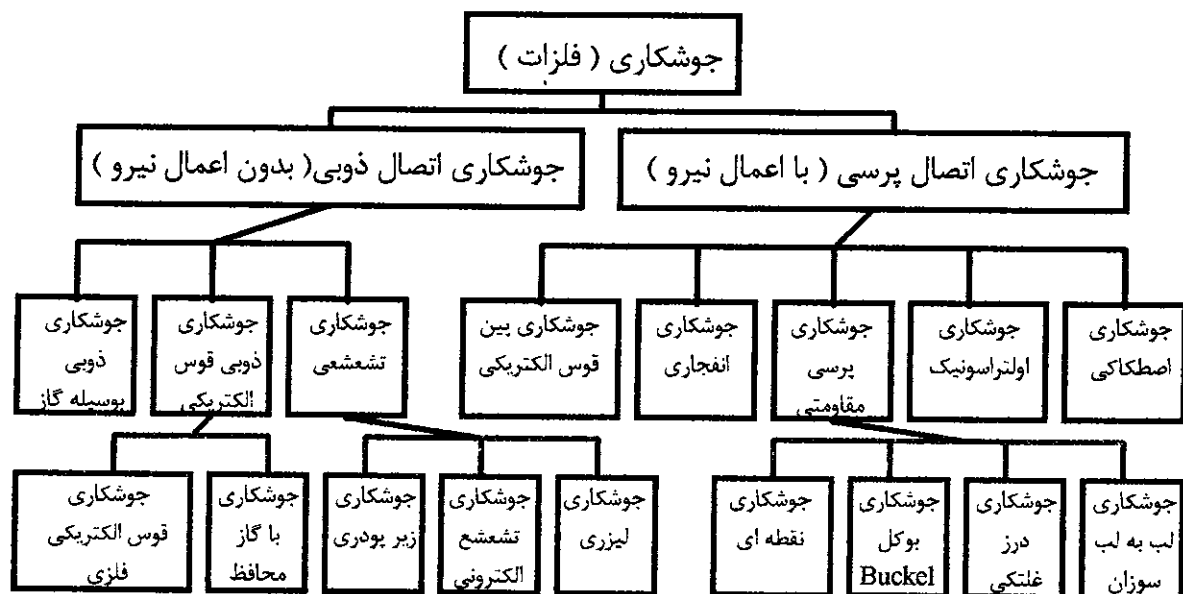 جوشکاری ( فلزات )
جوشکاری اتصال پرسی ( با اعمال نیرو )
جوشکاری اتصال ذوبی( بدون اعمال نیرو )
جوشکاری
اصطکاکی
جوشکاری
اولتراسونیک
جوشکاری
پرسی
مقاومتی
جوشکاری
انفجاری
جوشکاری پین
قوس الکتریکی
جوشکاری
تشعشعی
جوشکاری
ذوبی قوس
الکتریکی
جوشکاری
ذوبی
بوسیله گاز
جوشکاری
لب به لب
سوزان
جوشکاری
درز
غلتکی
جوشکاری
بوکل
Buckel
جوشکاری
نقطه ای
جوشکاری
لیزری
جوشکاری
تشعشع
الکترونی
جوشکاری
زیر پودری
جوشکاری
با گاز
محافظ
جوشکاری
قوس الکتریکی
فلزی